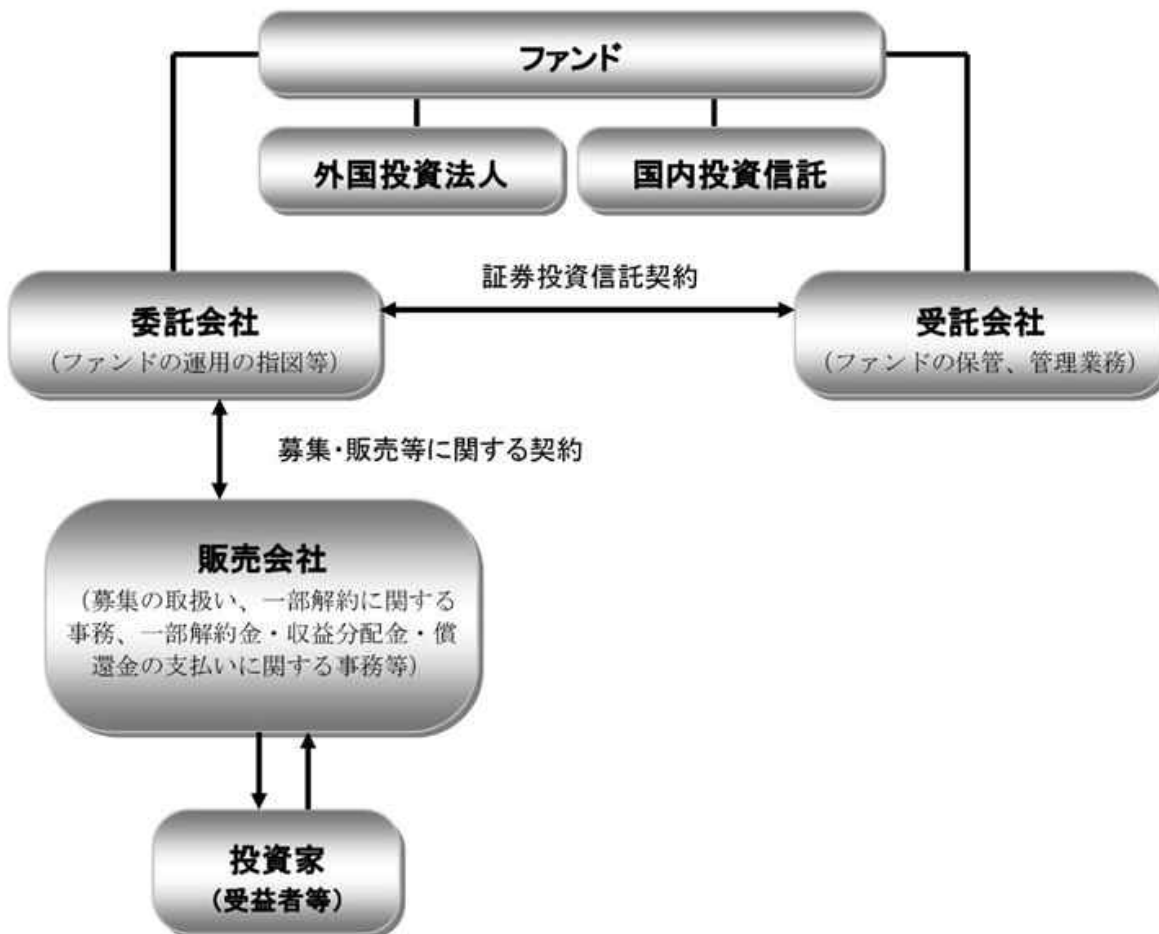 ファンド
外国投資法人
国内投資信託
証券投資信託契約
委託会社
（ファンドの運用の指図等）
受託会社
（ファンドの保管、管理業務）
募集・販売等に関する契約
販売会社
（募集の取扱い、一部解約に関する
事務、一部解約金・収益分配金・償
還金の支払いに関する事務等）
投資家
（受益者等）